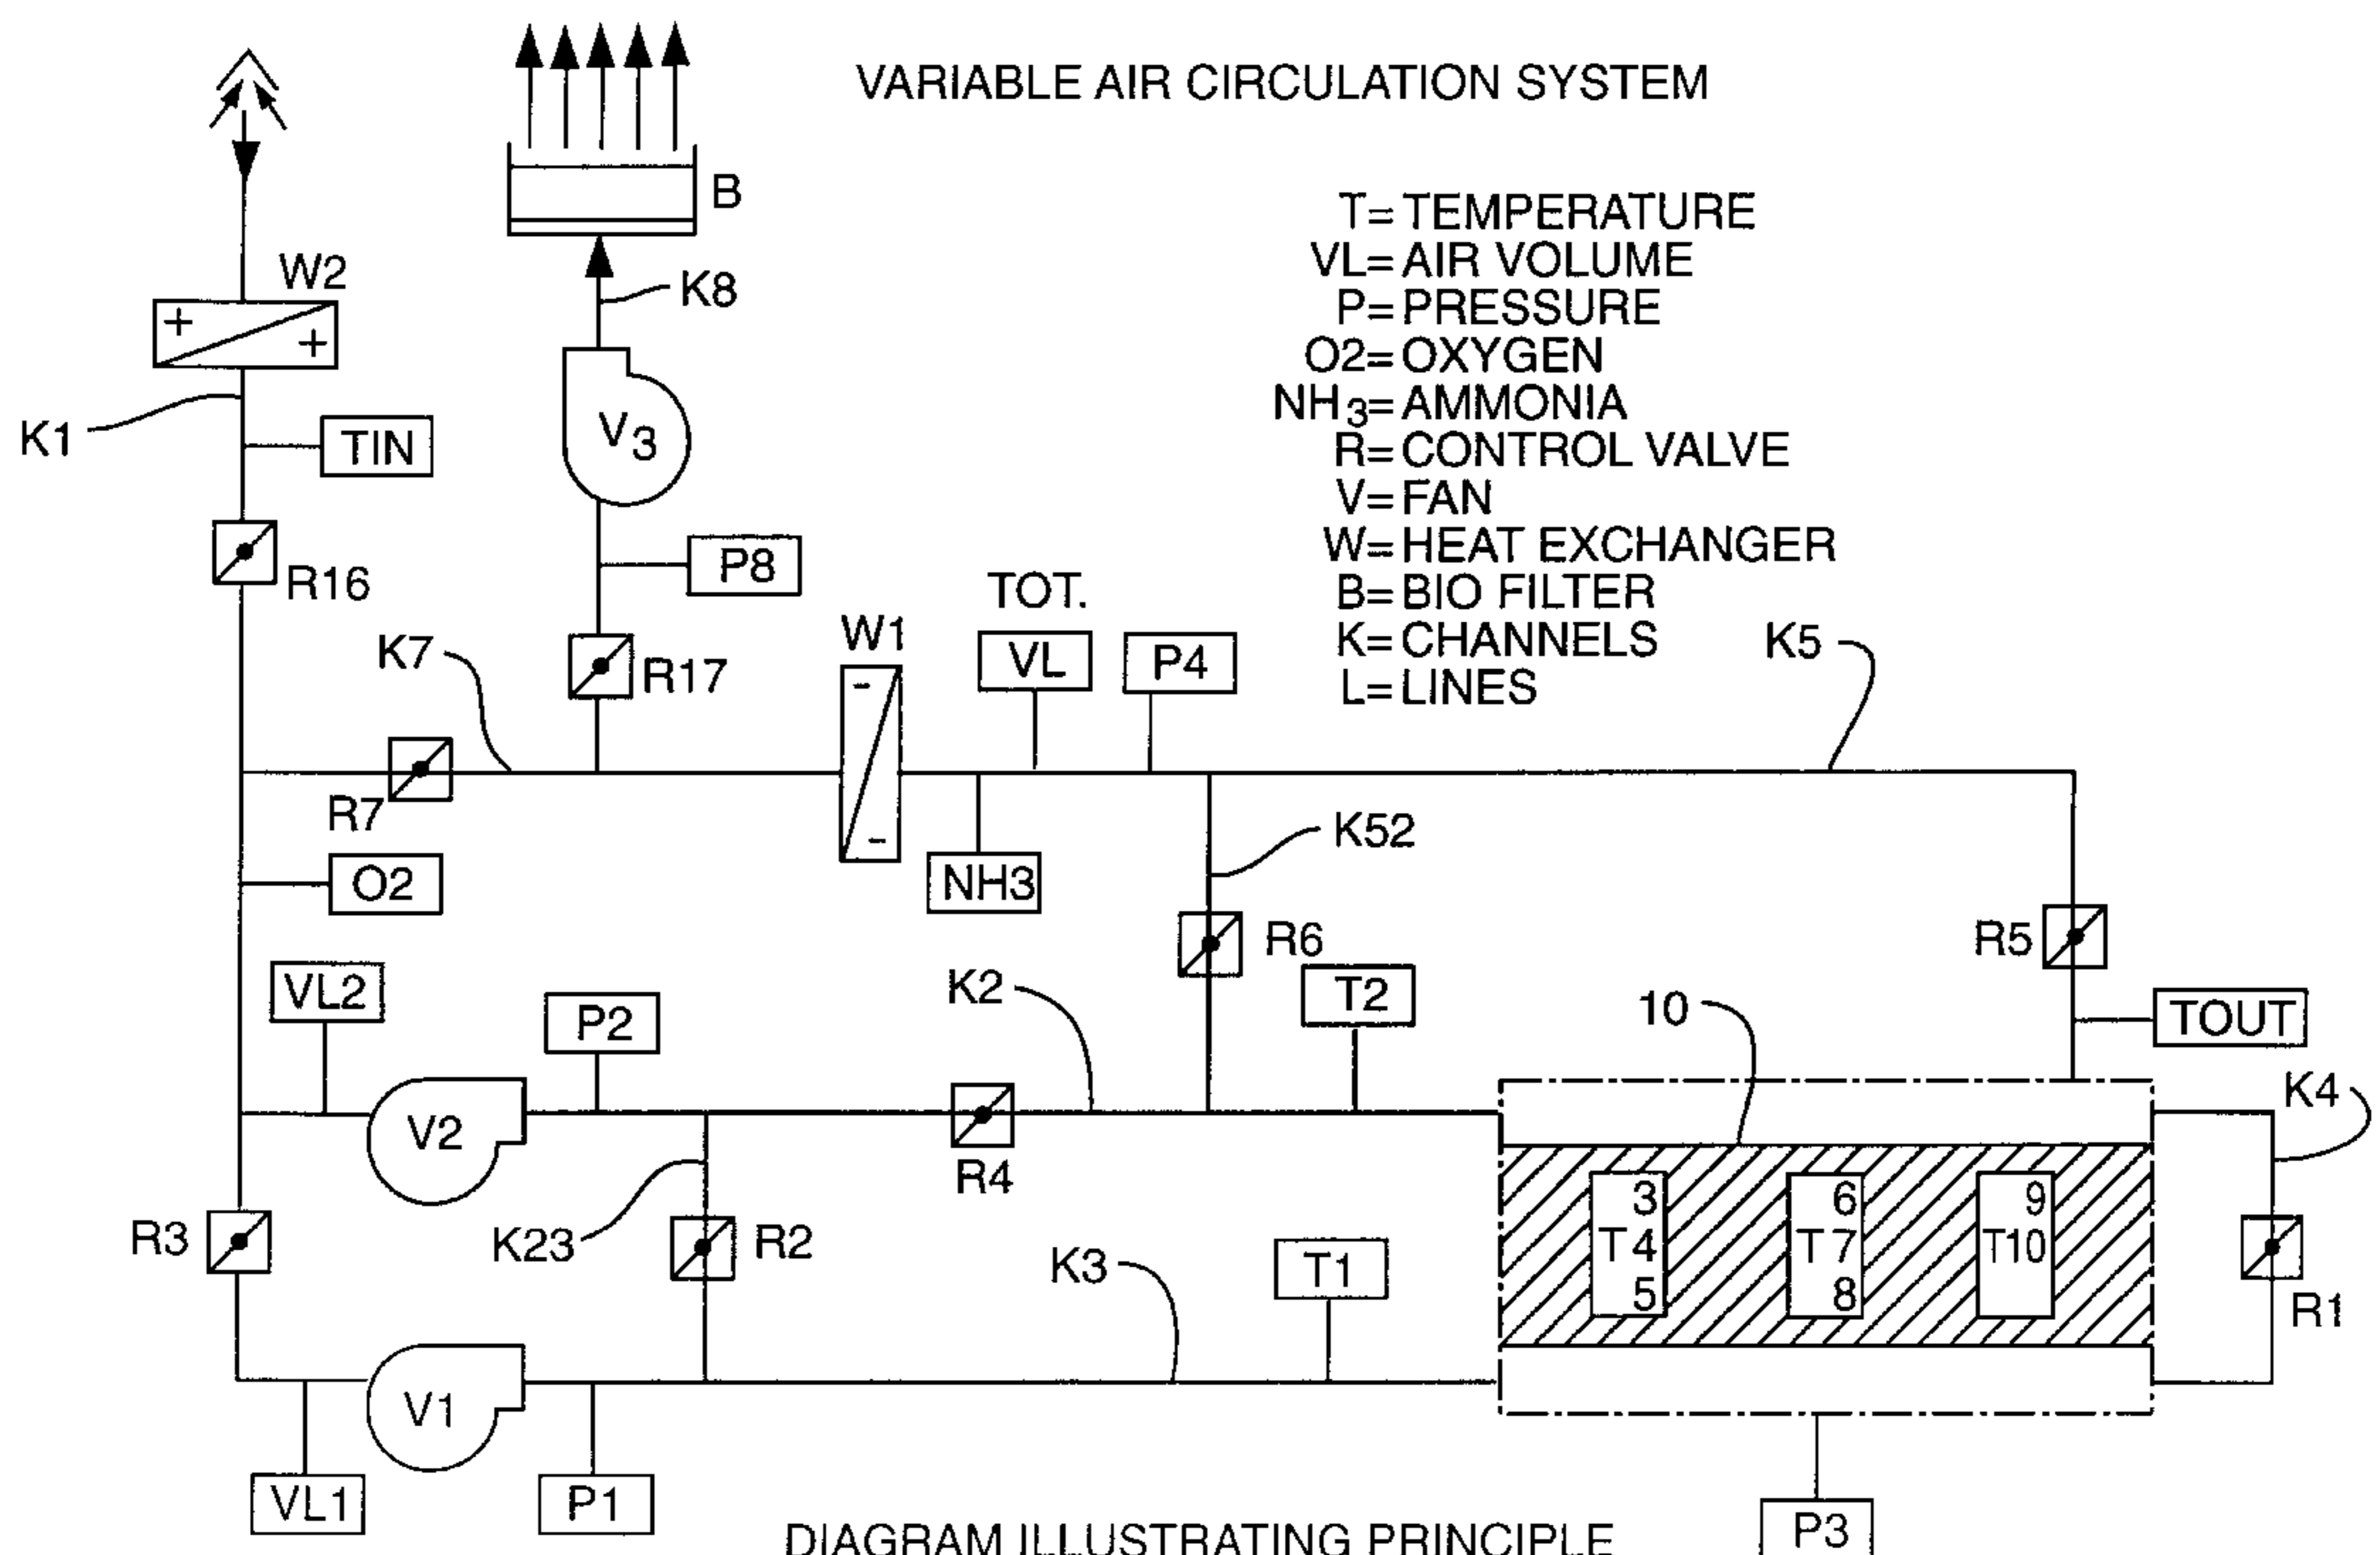 VARIABLE AIR CIRCULATION SYSTEM
B
T= TEMPERATURE
VL= AIR VOLUME
P= PRESSURE
O2= OXYGEN
NH3= AMMONIA
R= CONTROL VALVE
V= FAN
W= HEAT EXCHANGER
B= BIO FILTER
K= CHANNELS
L= LINES
W2
+
+
K8
K1
TIN
V3
R16
P8
TOT.
W1
VL
P4
K5
K7
R17
-
-
R7
K52
O2
NH3
R6
R5
VL2
P2
K2
T2
10
TOUT
K4
V2
R4
3
T4
5
6
T7
8
9
T10
R3
K23
R2
K3
T1
R1
V1
VL1
P1
P3
DIAGRAM ILLUSTRATING PRINCIPLE